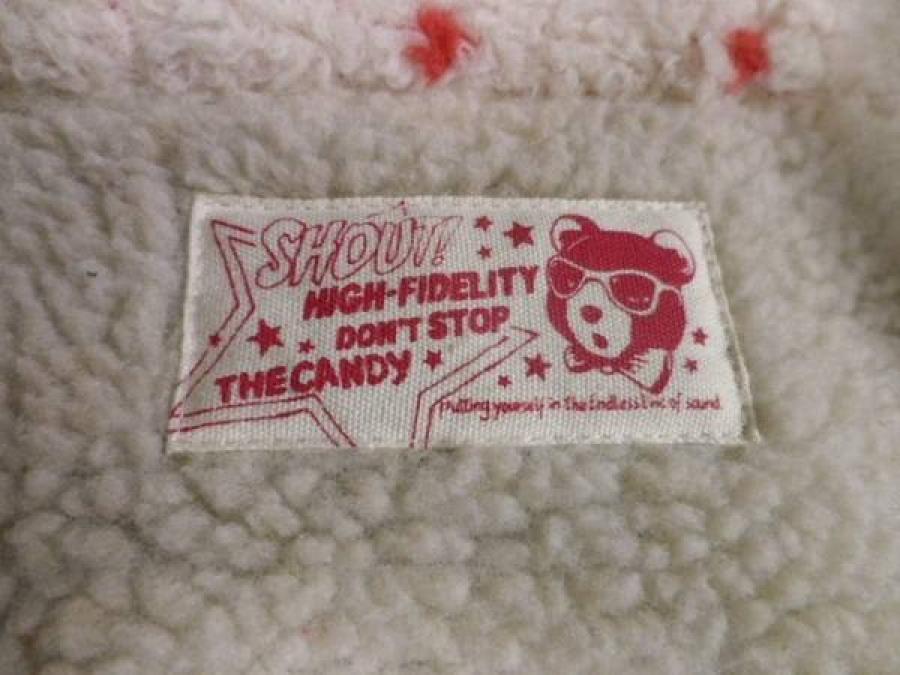 SHOUT!
HIGH-FIDELITY
DON'T STOP
THE CANDY
putting yourself in the Endless Line of sound